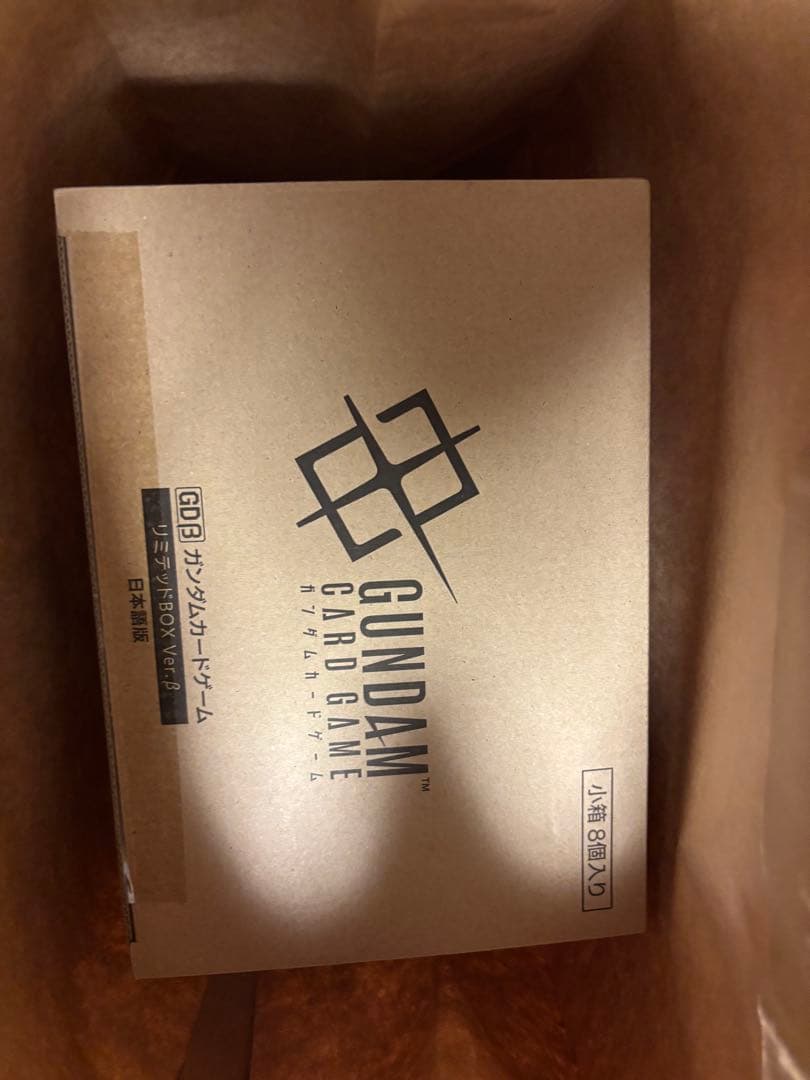 小箱 8個入り
GUNDAM™
CARD GAME
ガンダムカードゲーム
GDβ ガンダムカードゲーム
リミテッドBOX Ver.β
日本語版